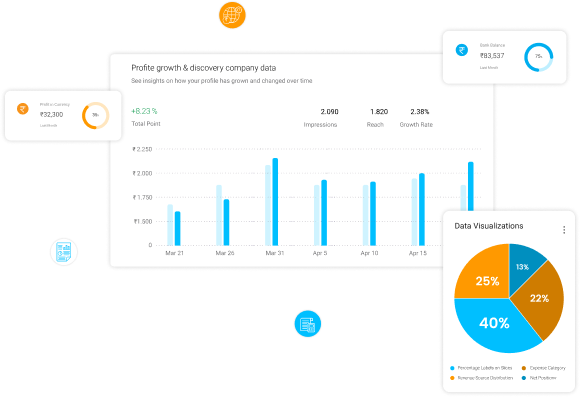 Bank Balance
₹83,537
75%
Last Month
Profite growth & discovery company data
See insights on how your profile has grown and changed over time
Profit in Currency
₹32,300
Last Month
+8.23 %
Total Point
2.090
Impressions
1.820
Reach
2.38%
Growth Rate
₹ 2,250
₹ 2.000
₹ 1.750
₹1.500
0
Mar 21
Mar 26
Mar 31
Apr 5
Apr 10
Apr 15
Data Visualizations
13%
25%
22%
40%
Percentage Labels on Slices
Expense Category
Revenue Source Distribution
Net Position